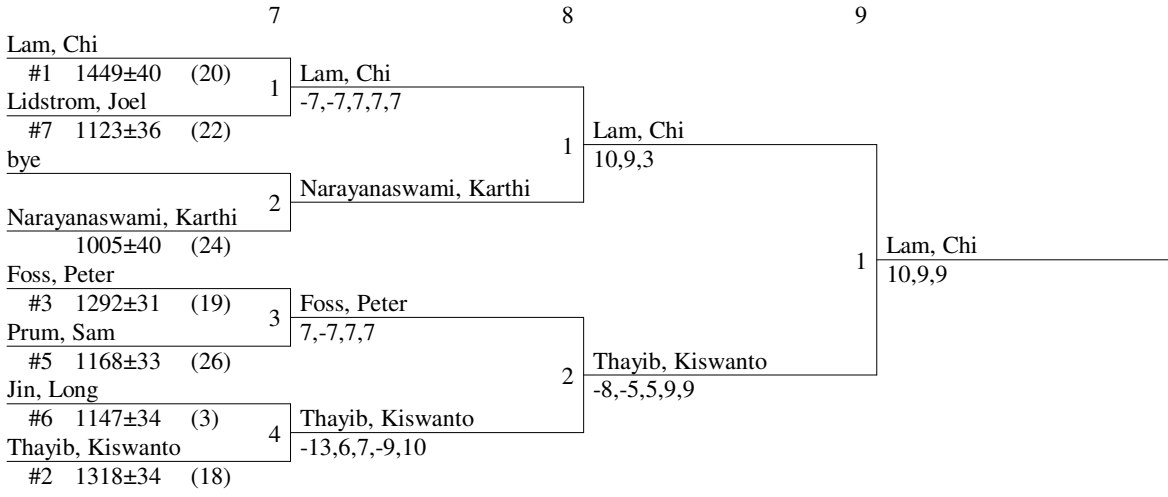 7 8 9
Lam, Chi
#1 1449±40 (20)
1
Lam, Chi
-7,-7,7,7,7
Lidstrom, Joel
#7 1123±36 (22)
1
Lam, Chi
10,9,3
bye
2
Narayanaswami, Karthi
Narayanaswami, Karthi
1005±40 (24)
1
Lam, Chi
10,9,9
Foss, Peter
#3 1292±31 (19)
3
Foss, Peter
7,-7,7,7
Prum, Sam
#5 1168±33 (26)
2
Thayib, Kiswanto
-8,-5,5,9,9
Jin, Long
#6 1147±34 (3)
4
Thayib, Kiswanto
-13,6,7,-9,10
Thayib, Kiswanto
#2 1318±34 (18)